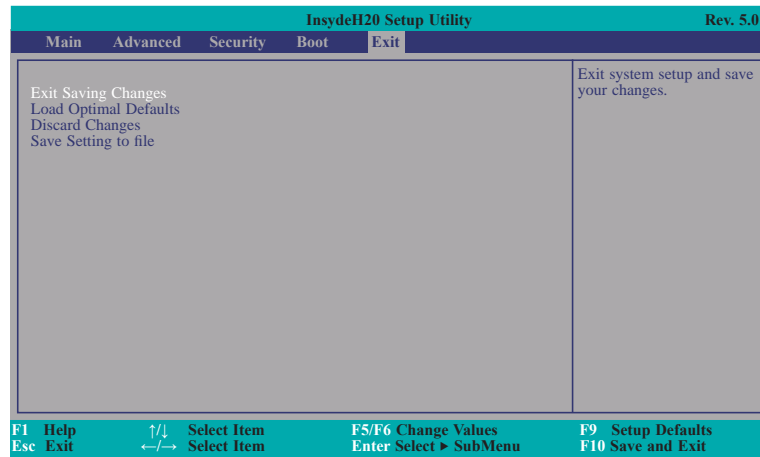 InsydeH20 Setup Utility Rev. 5.0
Main Advanced Security Boot Exit
Exit Saving Changes
Load Optimal Defaults
Discard Changes
Save Setting to file
Exit system setup and save
your changes.
F1 Help ↑/↓ Select Item F5/F6 Change Values F9 Setup Defaults
Esc Exit ←/→ Select Item Enter Select ► SubMenu F10 Save and Exit